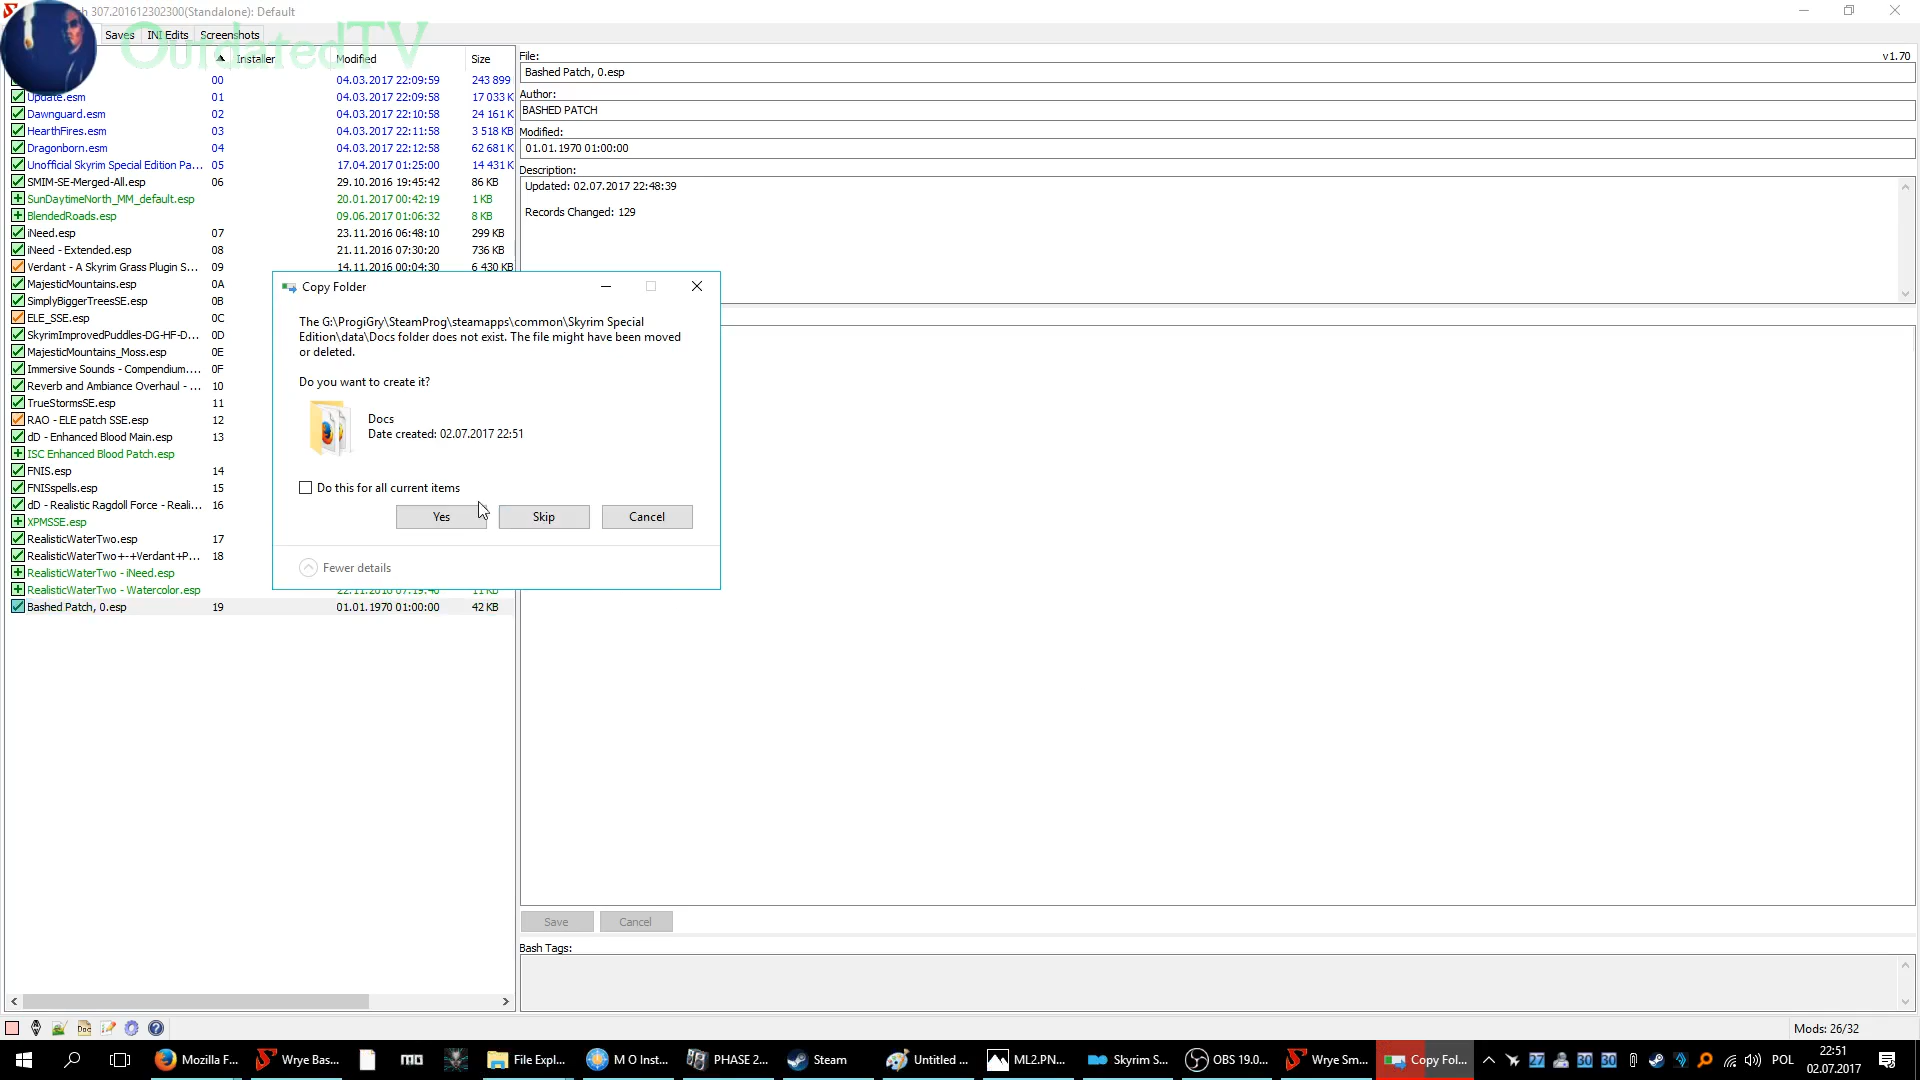 h 307.201612302300(Standalone): Default
OutdatedTV
Saves INI Edits Screenshots
Installer Modified Size
00 04.03.2017 22:09:59 243 899
Update.esm 01 04.03.2017 22:09:58 17 033 K
Dawnguard.esm 02 04.03.2017 22:10:58 24 161 K
HearthFires.esm 03 04.03.2017 22:11:58 3 518 KB
Dragonborn.esm 04 04.03.2017 22:12:58 62 681 K
Unofficial Skyrim Special Edition Pa... 05 17.04.2017 01:25:00 14 431 K
SMIM-SE-Merged-All.esp 06 29.10.2016 19:45:42 86 KB
SunDaytimeNorth_MM_default.esp 20.01.2017 00:42:19 1 KB
BlendedRoads.esp 09.06.2017 01:06:32 8 KB
iNeed.esp 07 23.11.2016 06:48:10 299 KB
iNeed - Extended.esp 08 21.11.2016 07:30:20 736 KB
Verdant - A Skyrim Grass Plugin S... 09 14.11.2016 00:04:30 6 430 KB
MajesticMountains.esp 0A
SimplyBiggerTreesSE.esp 0B
ELE_SSE.esp 0C
SkyrimImprovedPuddles-DG-HF-D... 0D
MajesticMountains_Moss.esp 0E
Immersive Sounds - Compendium.... 0F
Reverb and Ambiance Overhaul - ... 10
TrueStormsSE.esp 11
RAO - ELE patch SSE.esp 12
dD - Enhanced Blood Main.esp 13
ISC Enhanced Blood Patch.esp
FNIS.esp 14
FNISspells.esp 15
dD - Realistic Ragdoll Force - Reali... 16
XPMSSE.esp
RealisticWaterTwo.esp 17
RealisticWaterTwo+-+Verdant+P... 18
RealisticWaterTwo - iNeed.esp
RealisticWaterTwo - Watercolor.esp 22.11.2016 07:19:40 11 KB
Bashed Patch, 0.esp 19 01.01.1970 01:00:00 42 KB
File: v1.70
Bashed Patch, 0.esp
Author:
BASHED PATCH
Modified:
01.01.1970 01:00:00
Description:
Updated: 02.07.2017 22:48:39
Records Changed: 129
Copy Folder
The G:\ProgiGry\SteamProg\steamapps\common\Skyrim Special
Edition\data\Docs folder does not exist. The file might have been moved
or deleted.
Do you want to create it?
Docs
Date created: 02.07.2017 22:51
Do this for all current items
Yes Skip Cancel
Fewer details
Save Cancel
Bash Tags:
Doc
Mods: 26/32
Mozilla F... Wrye Bas... MO File Expl... M O Inst... PHASE 2... Steam Untitled ... ML2.PN... Skyrim S... OBS 19.0... Wrye Sm... Copy Fol... 27 30 30 POL 22:51
02.07.2017